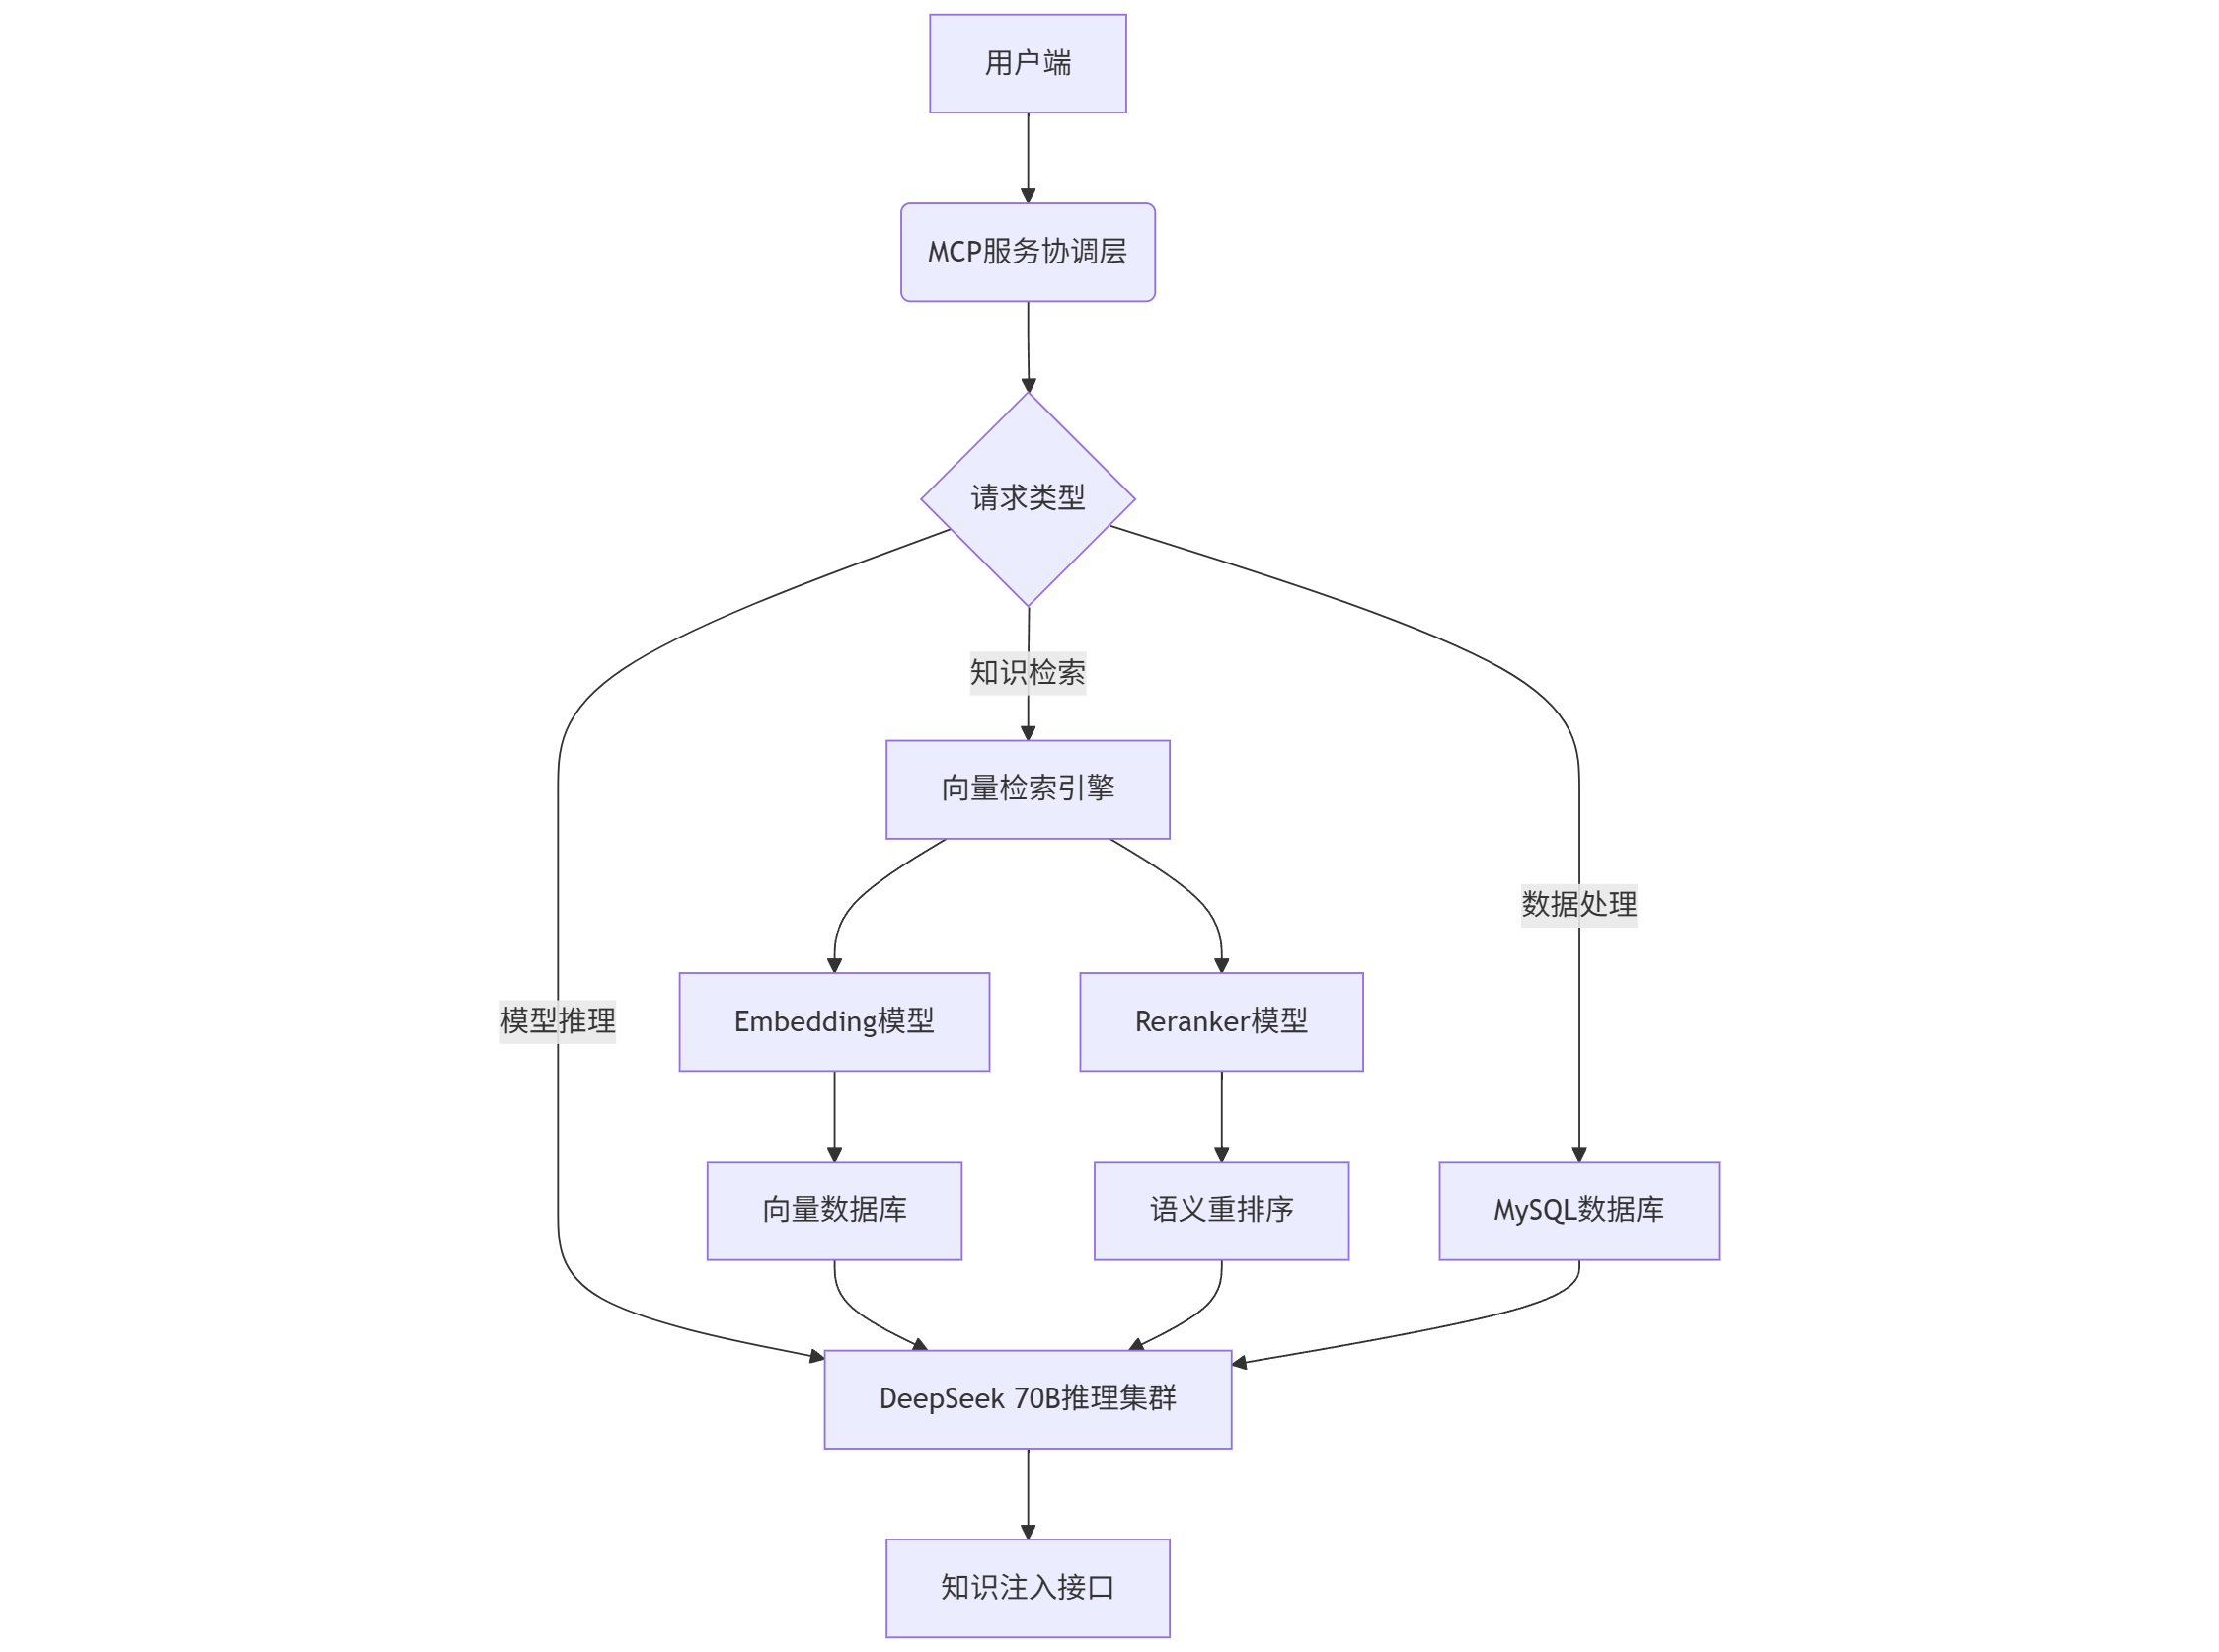 用户端
MCP服务协调层
请求类型
知识检索
向量检索引擎
数据处理
模型推理
Embedding模型
Reranker模型
向量数据库
语义重排序
MySQL数据库
DeepSeek 70B推理集群
知识注入接口